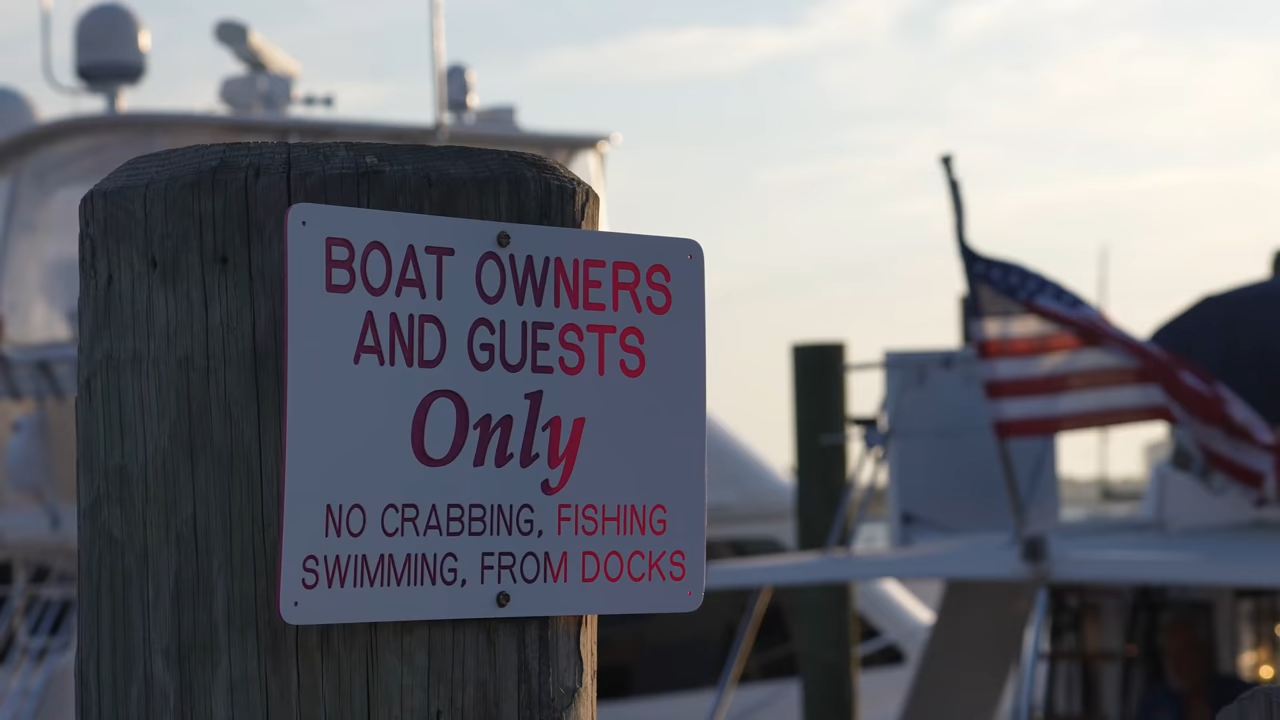 BOAT OWNERS
AND GUESTS
Only
NO CRABBING, FISHING
SWIMMING, FROM DOCKS